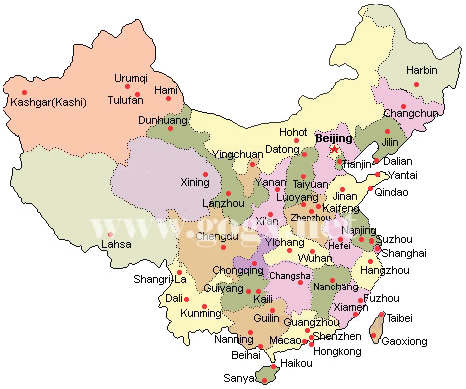 Harbin
Urumqi
Hami
Tulufan
Kashgar(Kashi)
Changchun
Dunhuang
Hohot
Beijing
Jilin
Datong
Yingchuan
Tianjin
Dalian
Yantai
Xining
Yanan
Taiyuan
Jinan
Qindao
Lanzhou
Luoyang
Kaifeng
Zhenzhou
Xi'an
Nanjing
Chengdu
Lahsa
Yichang
Hefei
Suzhou
Shanghai
Wuhan
Hangzhou
Chongqing
Shangri-La
Changsha
Nanchang
Guiyang
Dali
Kaili
Fuzhou
Kunming
Guilin
Xiamen
Taibei
Guangzhou
Nanning
Macao
Shenzhen
Gaoxiong
Beihai
Hongkong
Haikou
Sanya